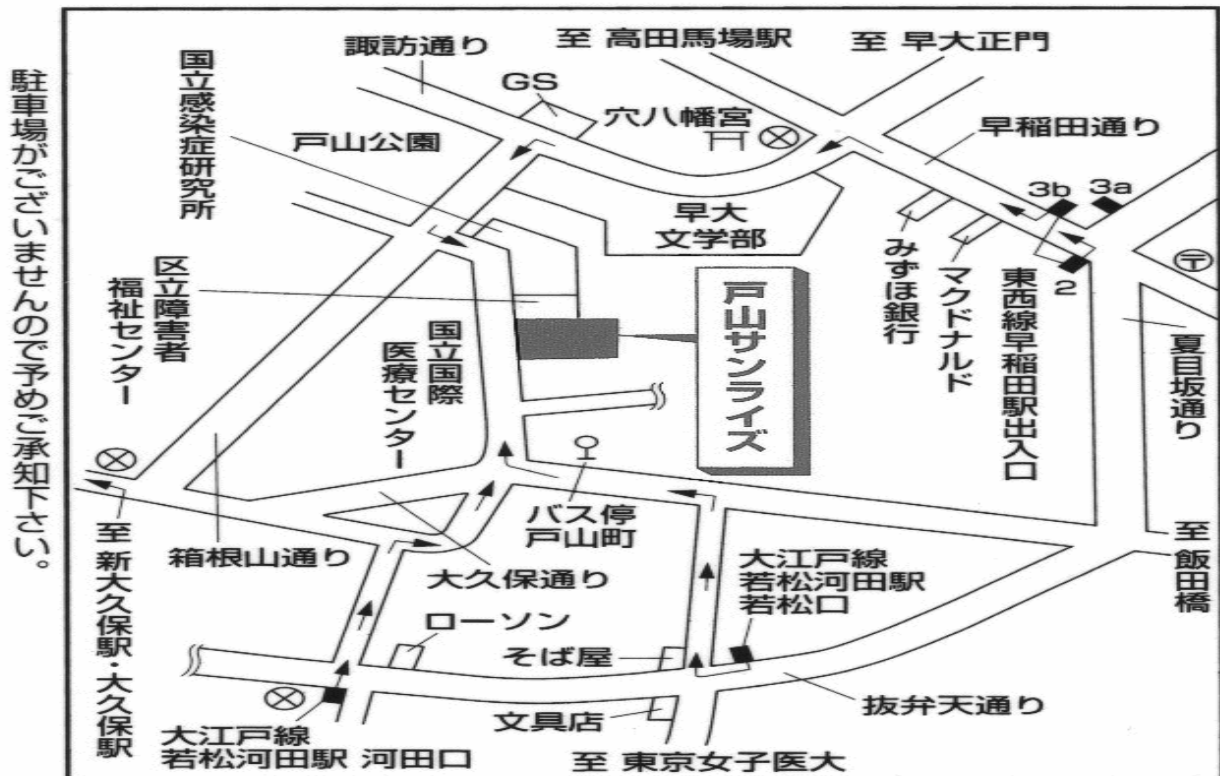 駐車場がございませんので予めご承知下さい。
諏訪通り
至 高田馬場駅
至 早大正門
国立感染症研究所
GS
穴八幡宮
早稲田通り
戸山公園
3b
3a
早大
文学部
みずほ銀行
マクドナルド
東西線早稲田駅出入口
2
〒
夏目坂通り
区立障害者
福祉センター
国立国際
医療センター
戸山サンライズ
バス停
戸山町
箱根山通り
大久保通り
大江戸線
若松河田駅
若松口
至 飯田橋
至 新大久保駅・大久保駅
ローソン
そば屋
文具店
抜弁天通り
大江戸線
若松河田駅 河田口
至 東京女子医大